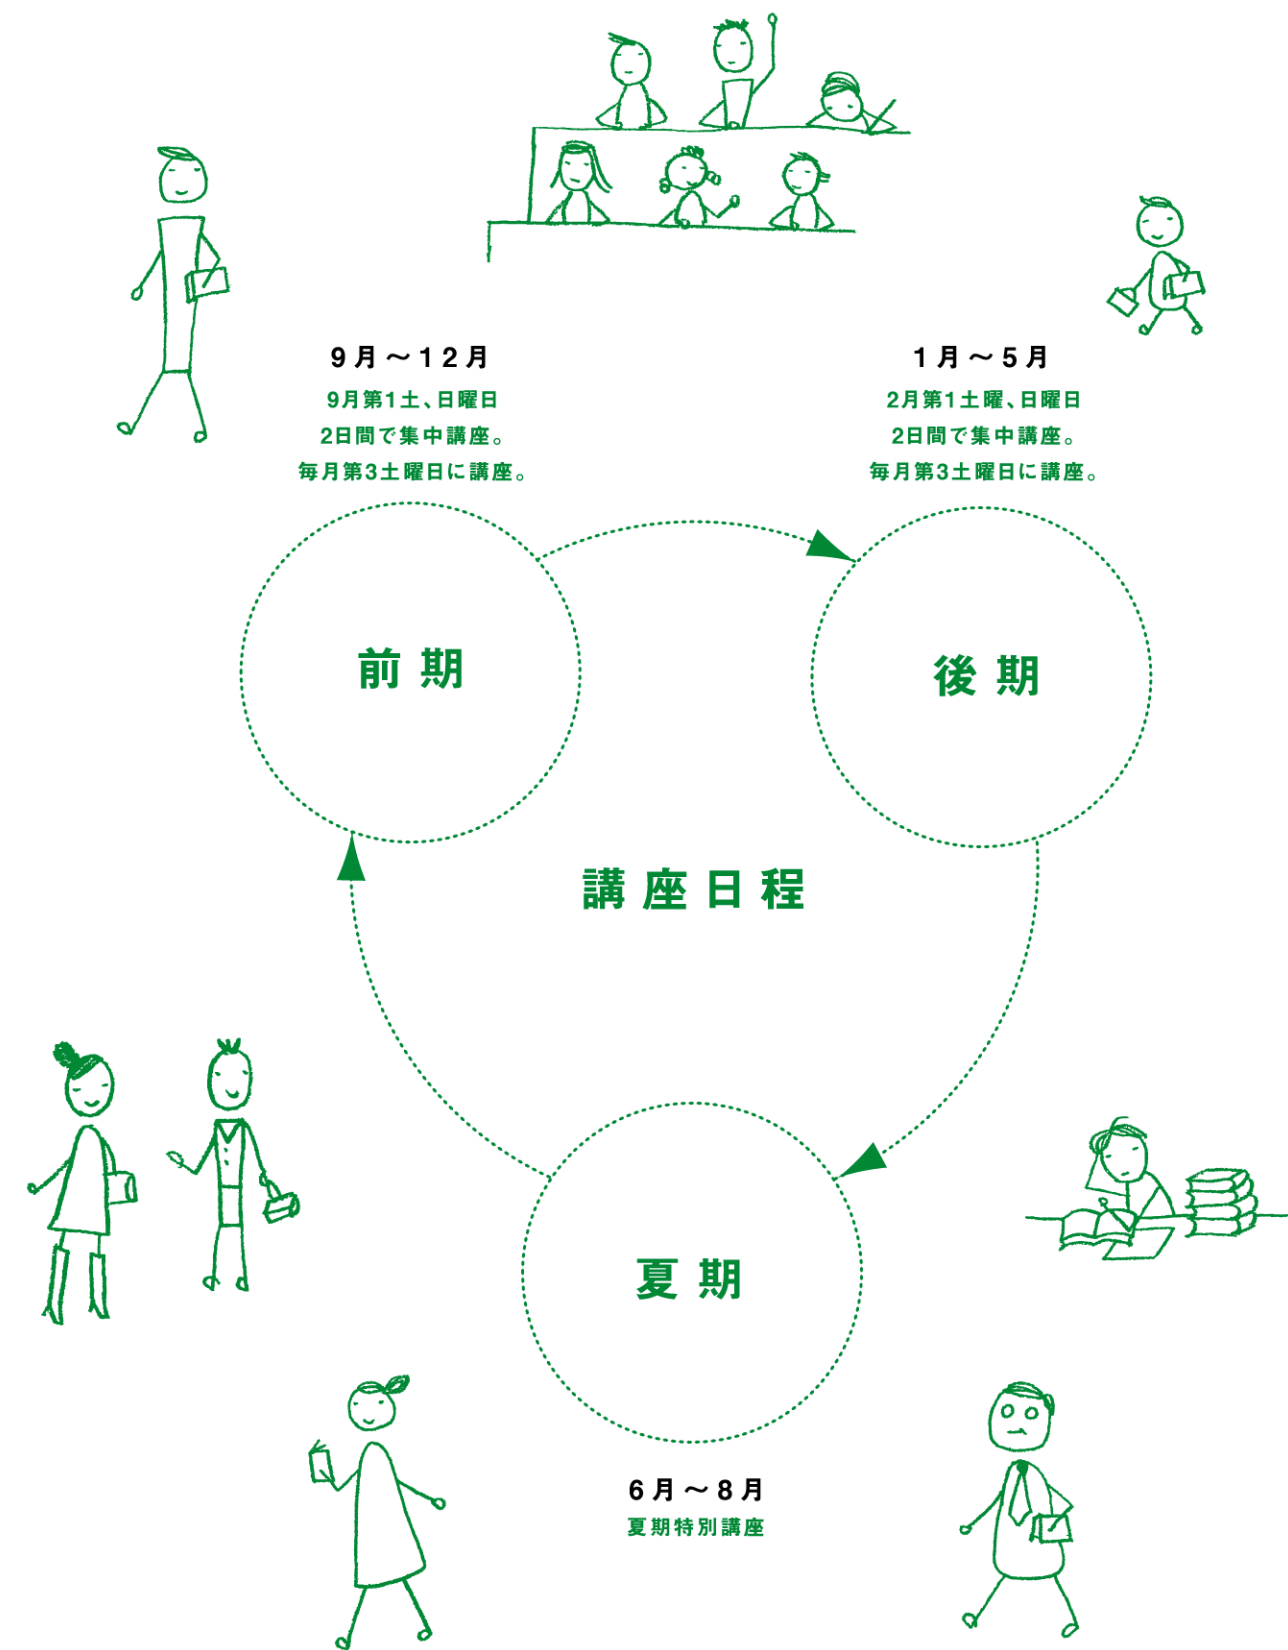 9月〜12月
9月第1土、日曜日
2日間で集中講座。
毎月第3土曜日に講座。
1月〜5月
2月第1土曜、日曜日
2日間で集中講座。
毎月第3土曜日に講座。
前期
後期
講座日程
夏期
6月〜8月
夏期特別講座